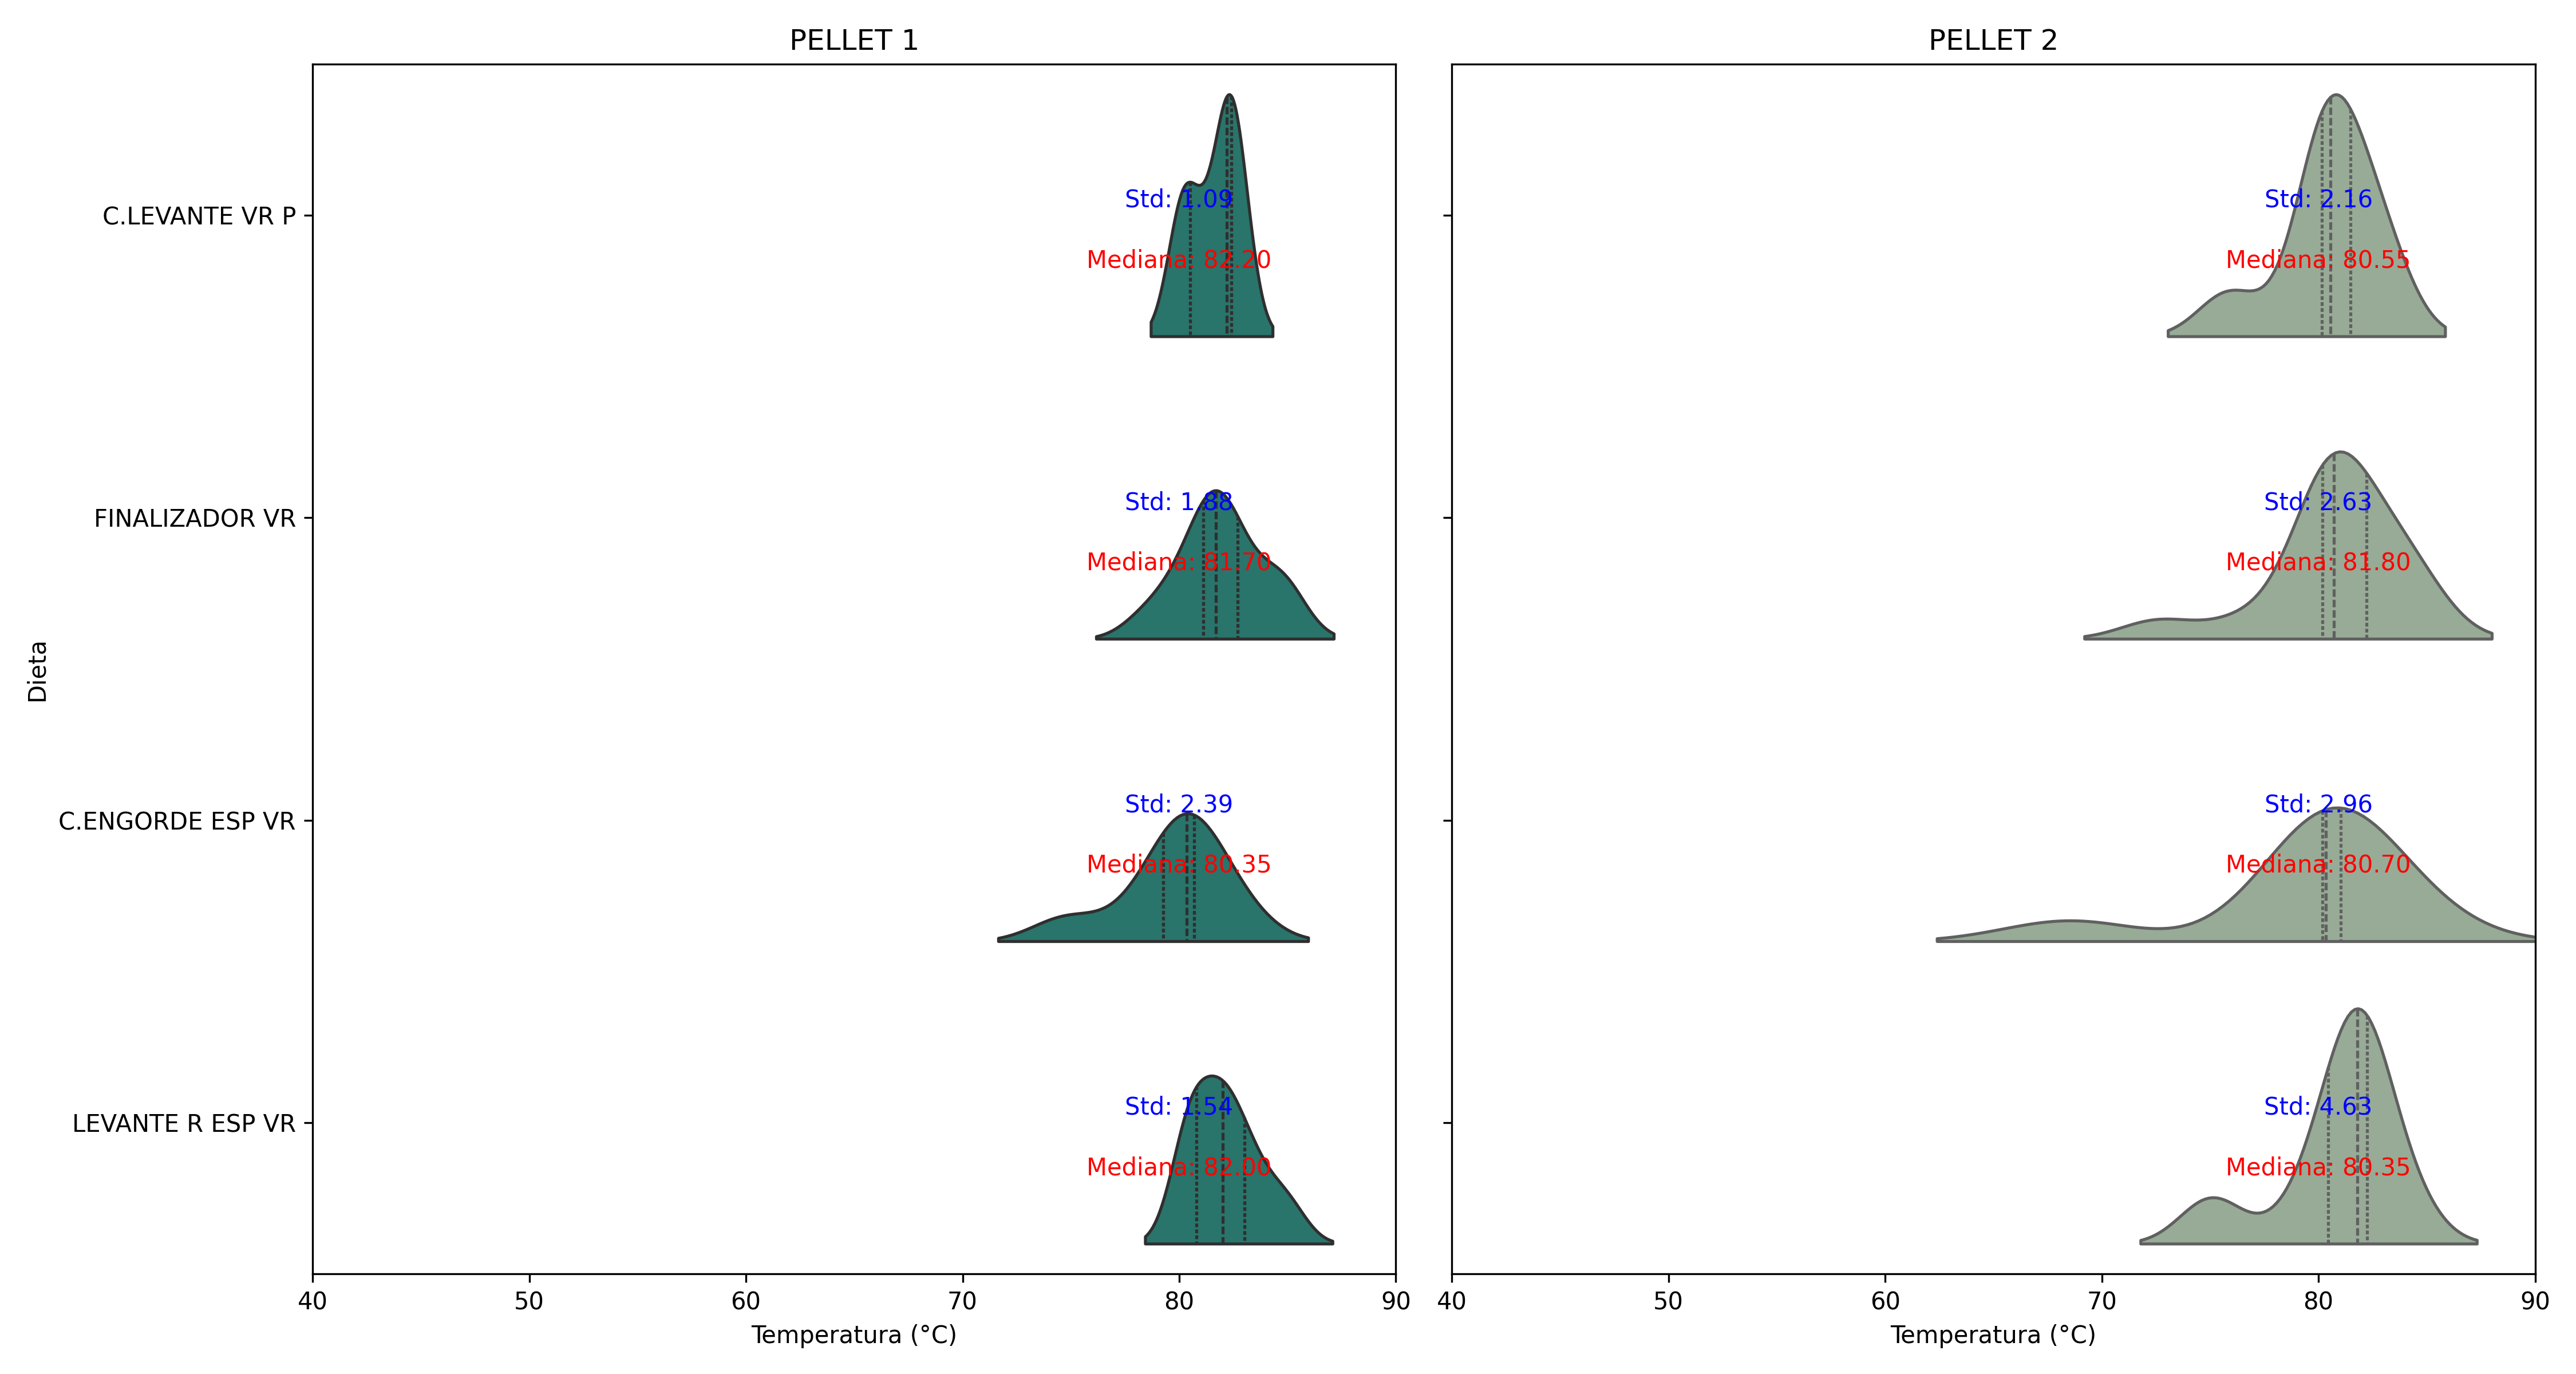 PELLET 1
PELLET 2
C.LEVANTE VR P
Std: 1.09
Mediana: 82.20
Std: 2.16
Mediana: 80.55
FINALIZADOR VR
Std: 1.88
Mediana: 81.70
Std: 2.63
Mediana: 81.80
Dieta
C.ENGORDE ESP VR
Std: 2.39
Mediana: 80.35
Std: 2.96
Mediana: 80.70
LEVANTE R ESP VR
Std: 1.54
Mediana: 82.00
Std: 4.63
Mediana: 80.35
40 50 60 70 80 90
40 50 60 70 80 90
Temperatura (°C)
Temperatura (°C)